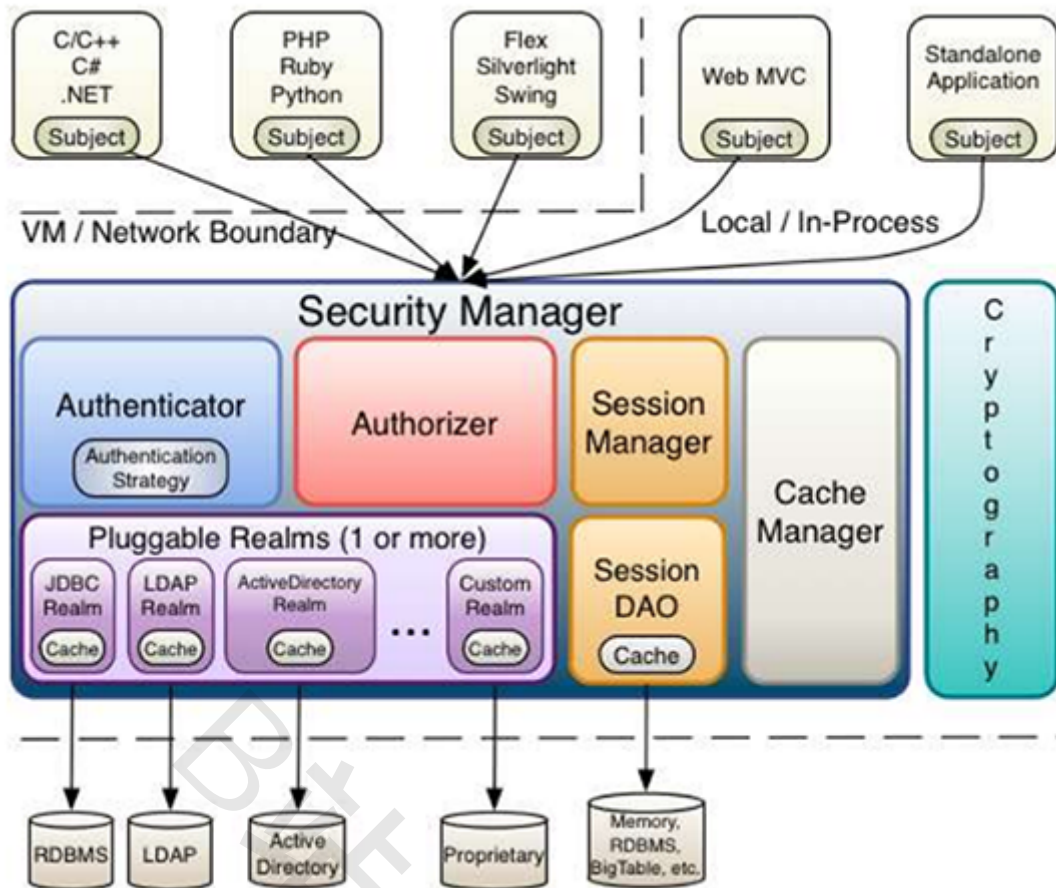 C/C++
C#
.NET
Subject
PHP
Ruby
Python
Subject
Flex
Silverlight
Swing
Subject
Web MVC
Subject
Standalone
Application
Subject
VM / Network Boundary
Local / In-Process
Security Manager
Authenticator
Authentication
Strategy
Authorizer
Session
Manager
Cache
Manager
Cryptography
Pluggable Realms (1 or more)
JDBC
Realm
Cache
LDAP
Realm
Cache
ActiveDirectory
Realm
Cache
...
Custom
Realm
Cache
Session
DAO
Cache
RDBMS
LDAP
Active
Directory
Proprietary
Memory,
RDBMS,
BigTable, etc.